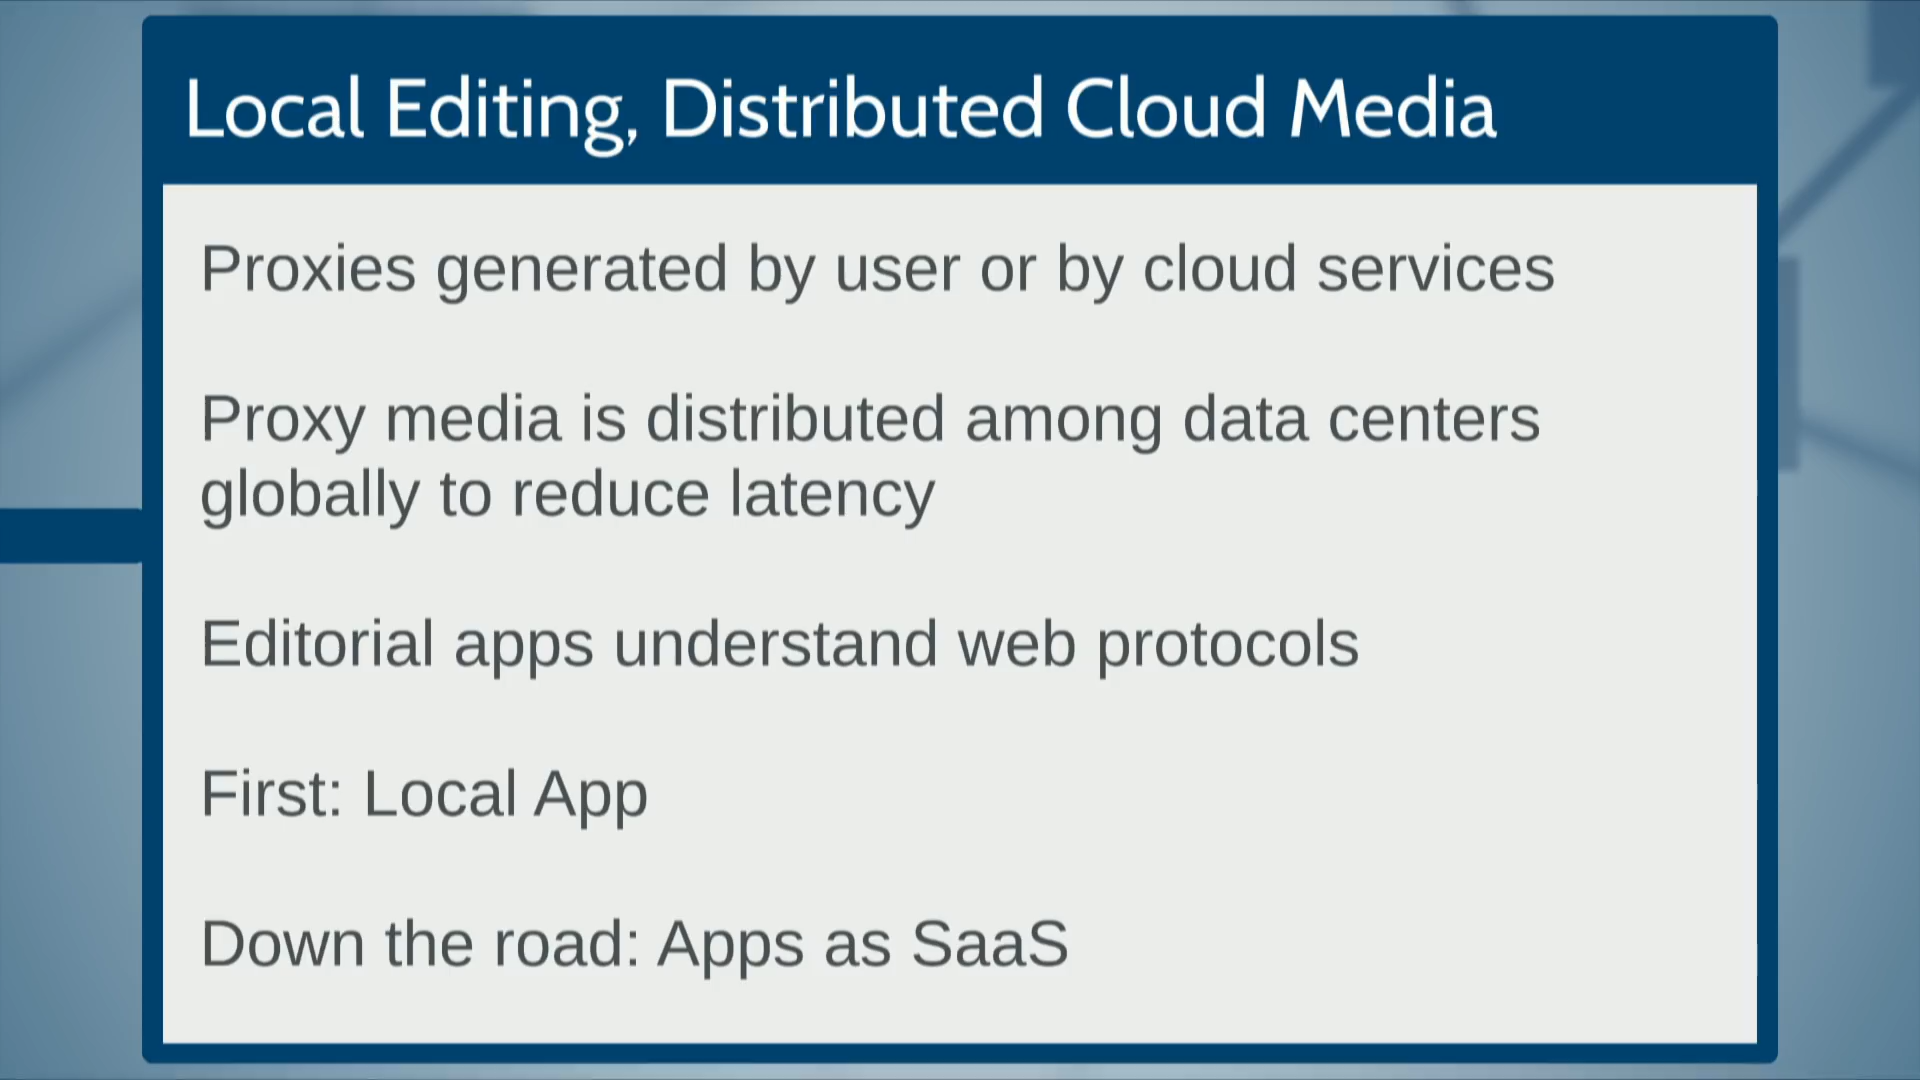 Local Editing, Distributed Cloud Media
Proxies generated by user or by cloud services
Proxy media is distributed among data centers
globally to reduce latency
Editorial apps understand web protocols
First: Local App
Down the road: Apps as SaaS